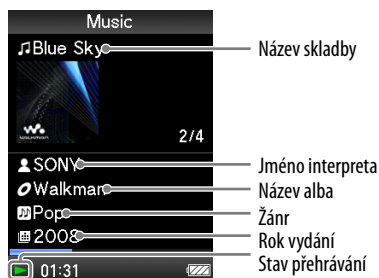 Music
Blue Sky
Název skladby
WALKMAN
2/4
SONY
Jméno interpreta
Walkman
Název alba
Pop
Žánr
2008
Rok vydání
01:31
Stav přehrávání